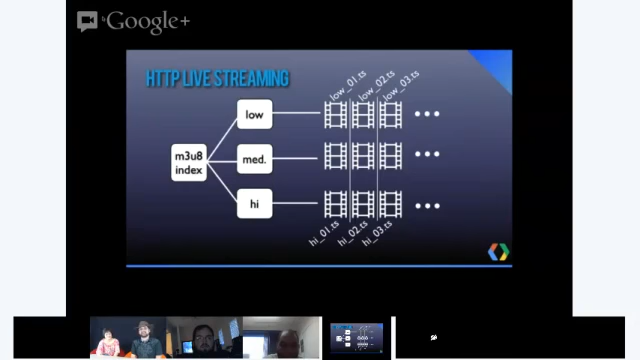 Google+
HTTP LIVE STREAMING
low_01.ts
low_02.ts
low_03.ts
low
m3u8
index
med.
hi
hi_01.ts
hi_02.ts
hi_03.ts